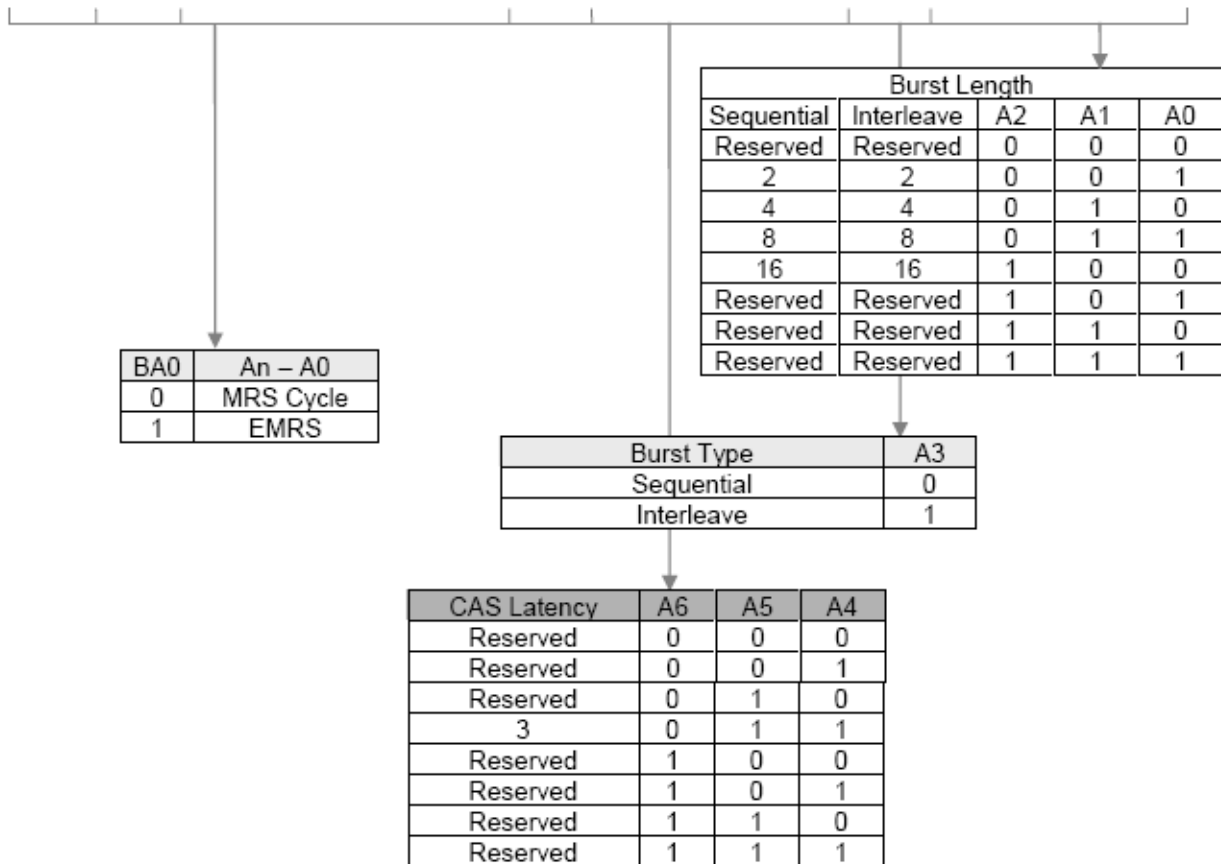 Burst Length
Sequential Interleave A2 A1 A0
Reserved Reserved 0 0 0
2 2 0 0 1
4 4 0 1 0
8 8 0 1 1
16 16 1 0 0
Reserved Reserved 1 0 1
Reserved Reserved 1 1 0
Reserved Reserved 1 1 1
BA0 An – A0
0 MRS Cycle
1 EMRS
Burst Type A3
Sequential 0
Interleave 1
CAS Latency A6 A5 A4
Reserved 0 0 0
Reserved 0 0 1
Reserved 0 1 0
3 0 1 1
Reserved 1 0 0
Reserved 1 0 1
Reserved 1 1 0
Reserved 1 1 1